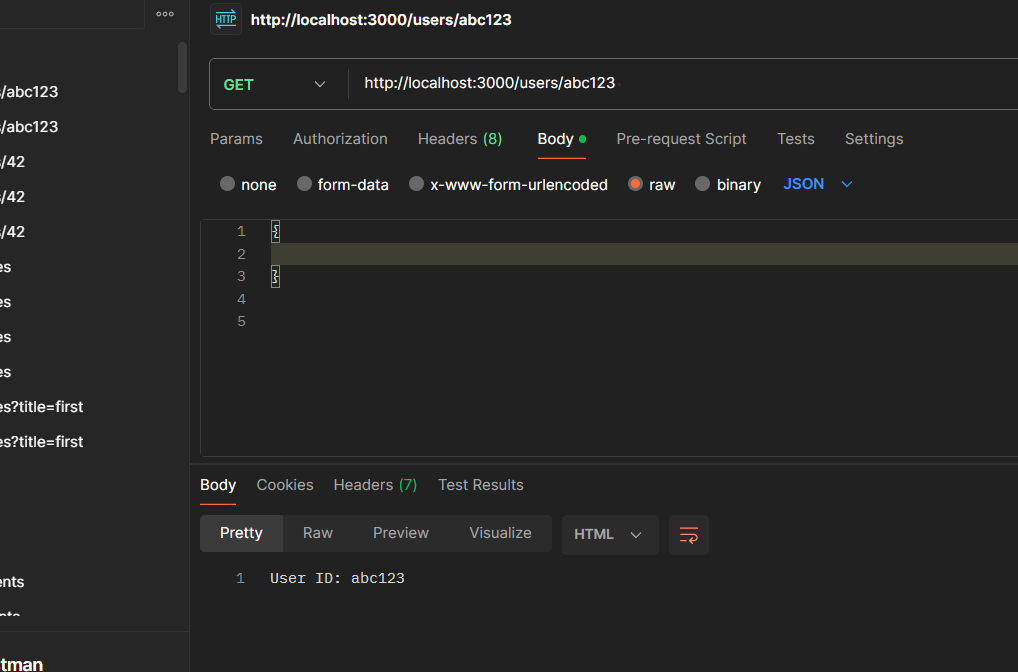 HTTP http://localhost:3000/users/abc123
GET http://localhost:3000/users/abc123
Params Authorization Headers (8) Body Pre-request Script Tests Settings
none form-data x-www-form-urlencoded raw binary JSON
1 {
2
3 }
4
5
s/abc123
s/abc123
s/42
s/42
s/42
es
es
es
es
es?title=first
es?title=first
ents
tman
Body Cookies Headers (7) Test Results
Pretty Raw Preview Visualize HTML
1 User ID: abc123